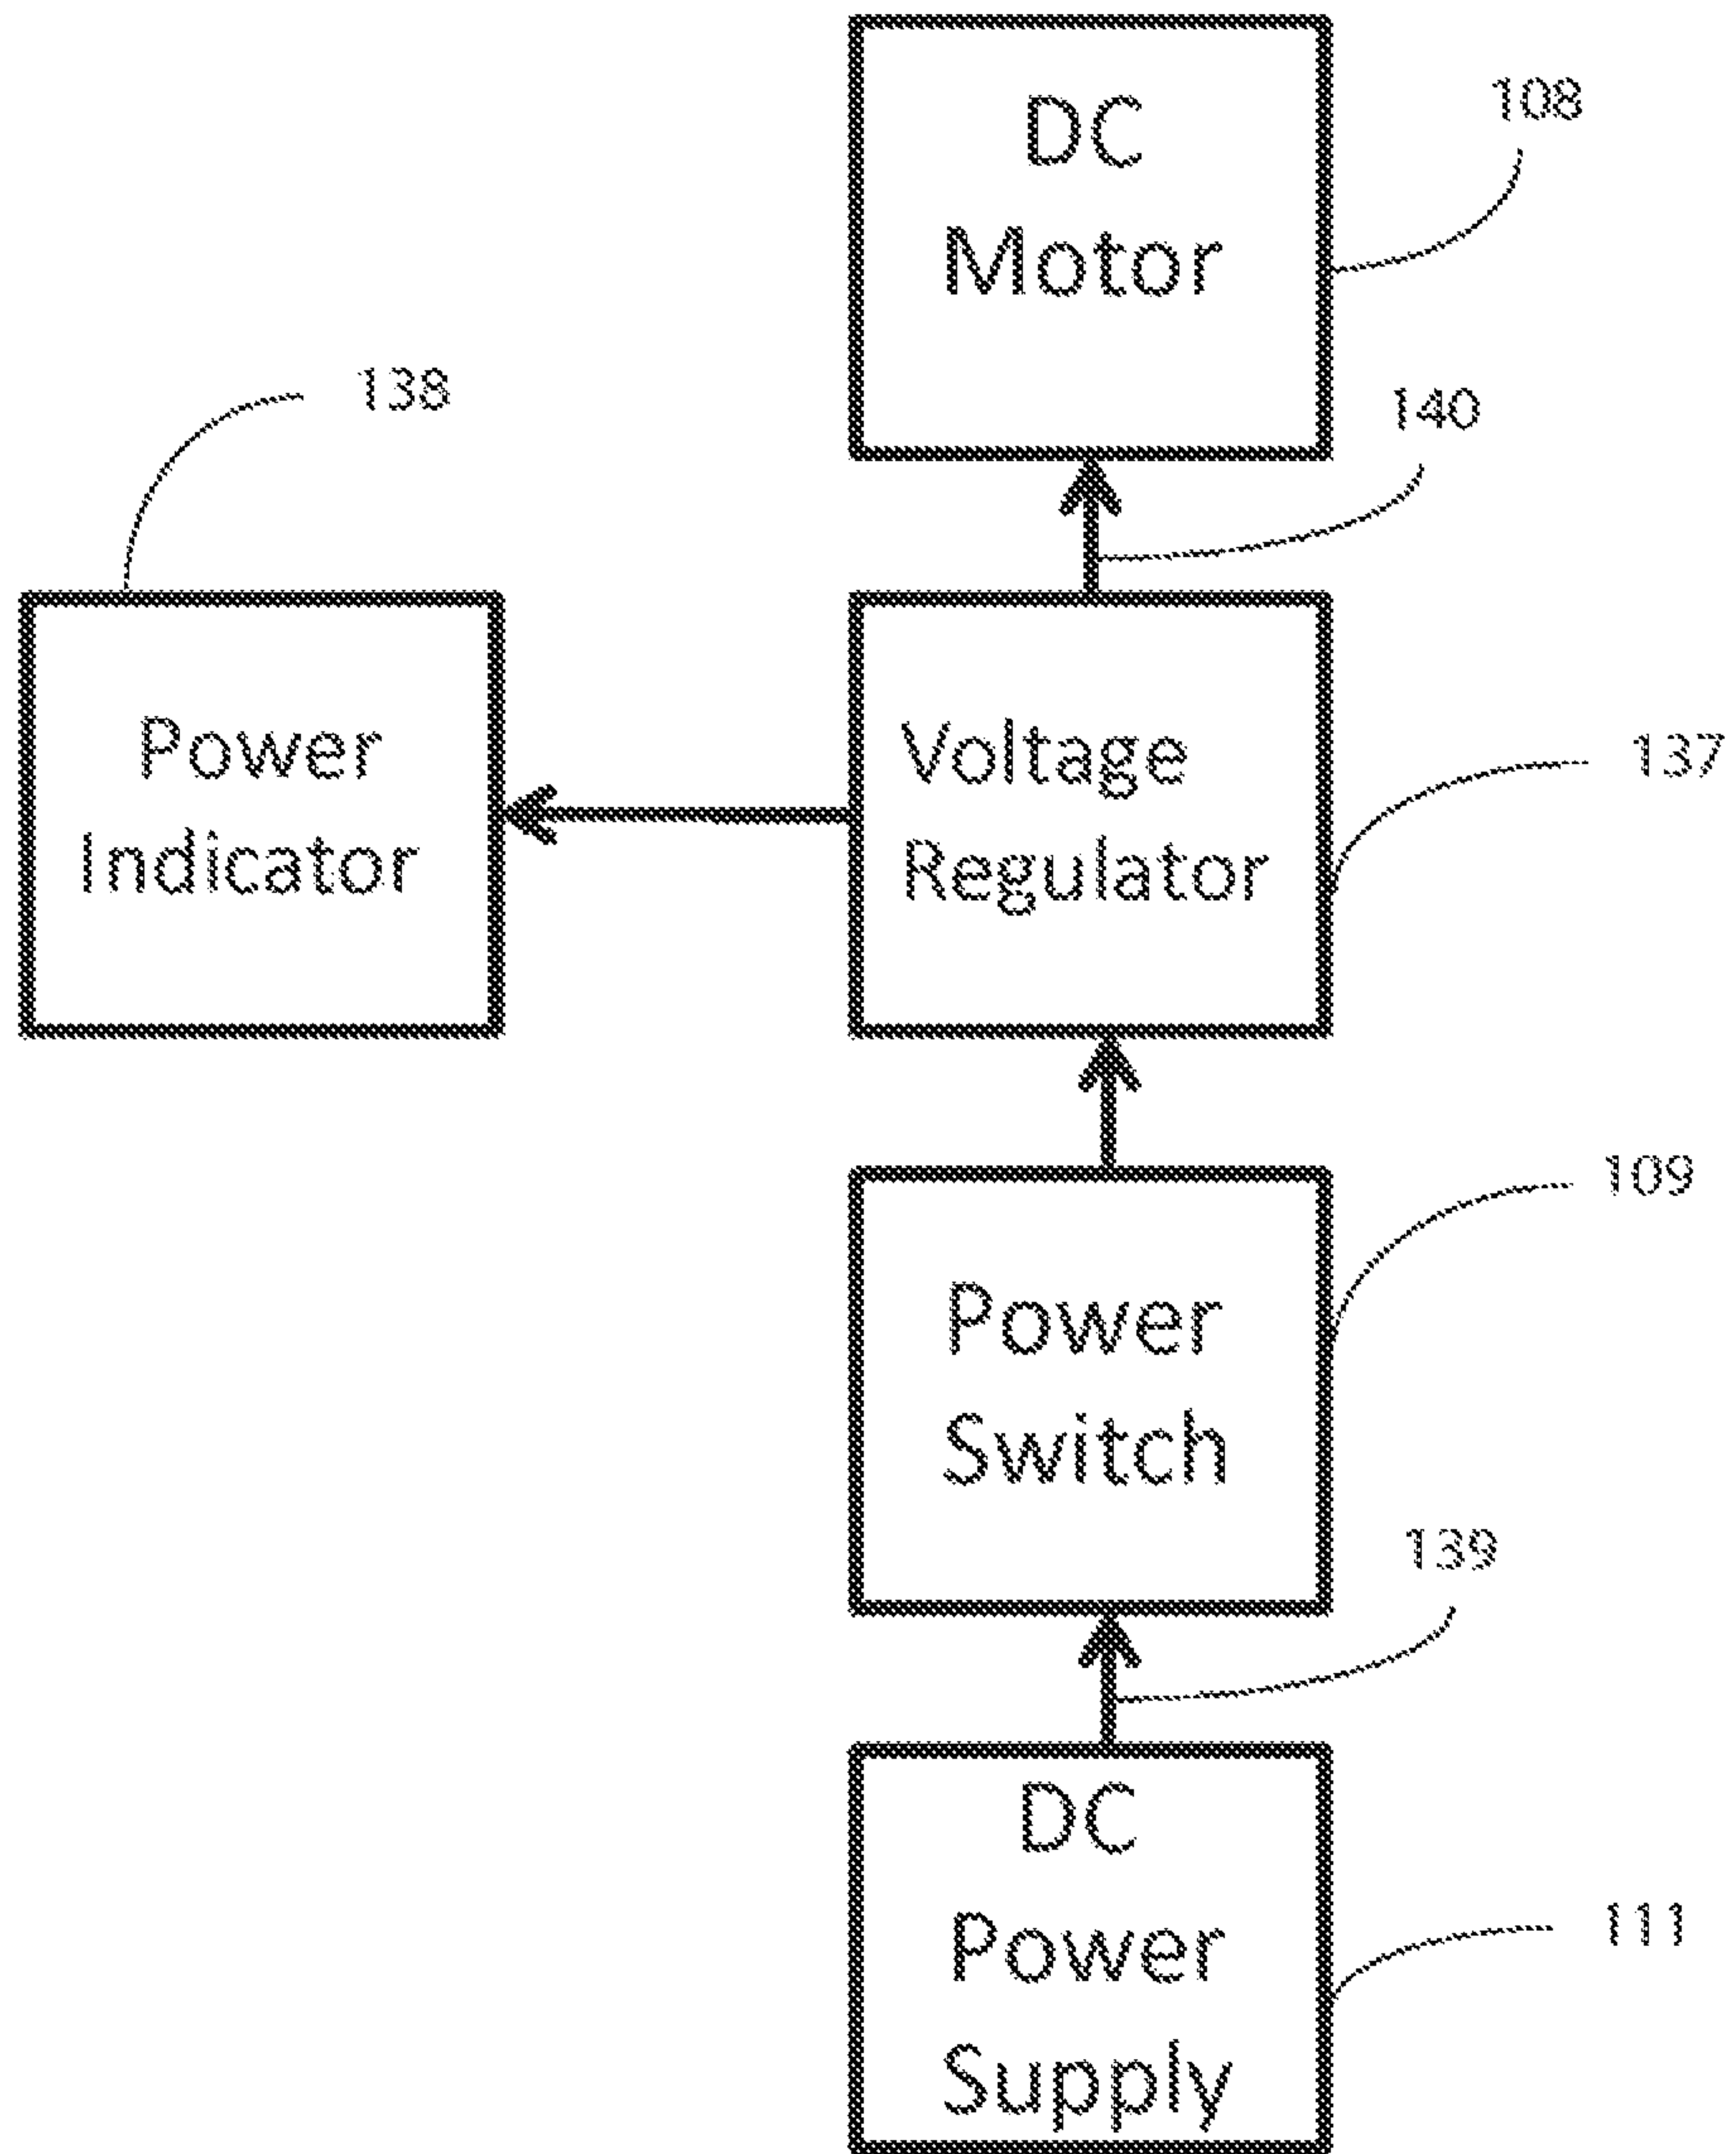 DC
Motor
108
138
140
Power
Indicator
Voltage
Regulator
137
109
Power
Switch
139
DC
Power
Supply
111